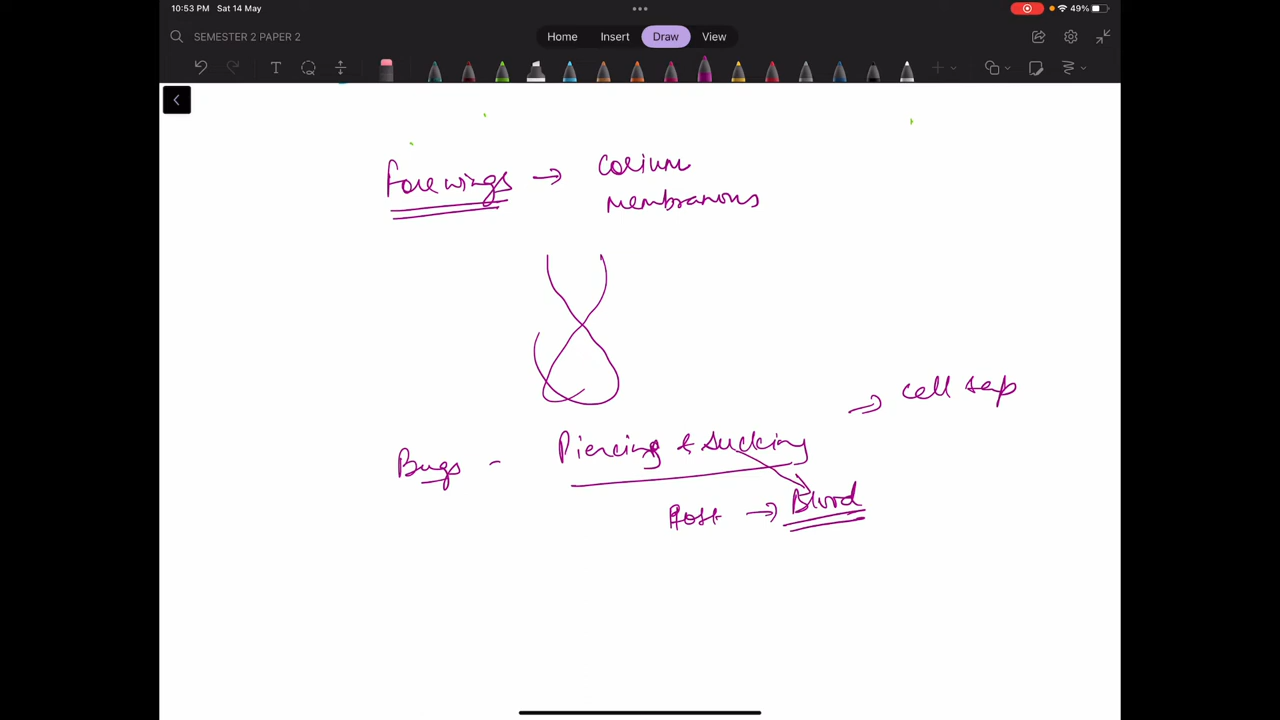 10:53 PM Sat 14 May
49%
SEMESTER 2 PAPER 2
Home Insert Draw View
Forewings → Corium
membranous
→ cell sap
Bugs - Piercing & Sucking
Host → Blood